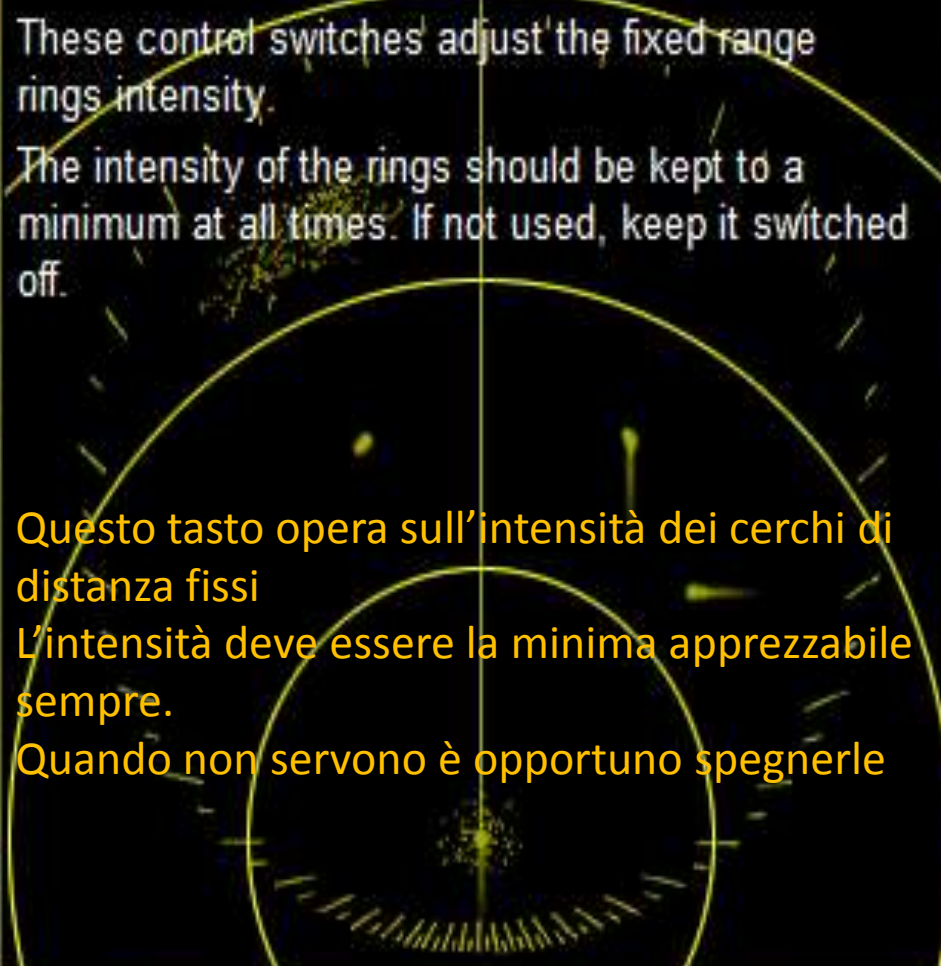 These control switches adjust the fixed range
rings intensity.
The intensity of the rings should be kept to a
minimum at all times. If not used, keep it switched
off.
Questo tasto opera sull’intensità dei cerchi di
distanza fissi
L’intensità deve essere la minima apprezzabile
sempre.
Quando non servono è opportuno spegnerle